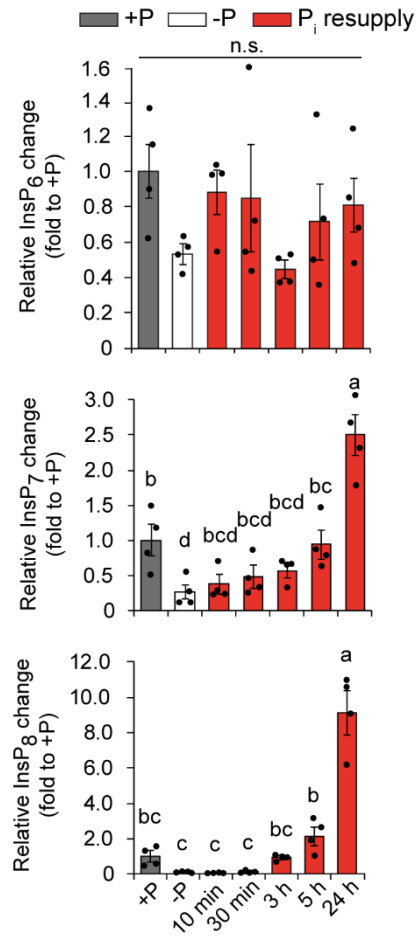 +P -P Pi resupply
n.s.
Relative InsP6 change
(fold to +P)
1.6
1.4
1.2
1.0
0.8
0.6
0.4
0.2
0
Relative InsP7 change
(fold to +P)
3.0
2.5
2.0
1.5
1.0
0.5
0
b
d
bcd
bcd
bcd
bc
a
Relative InsP8 change
(fold to +P)
12.0
10.0
8.0
6.0
4.0
2.0
0
bc
c
c
c
bc
b
a
+P
-P
10 min
30 min
3 h
5 h
24 h